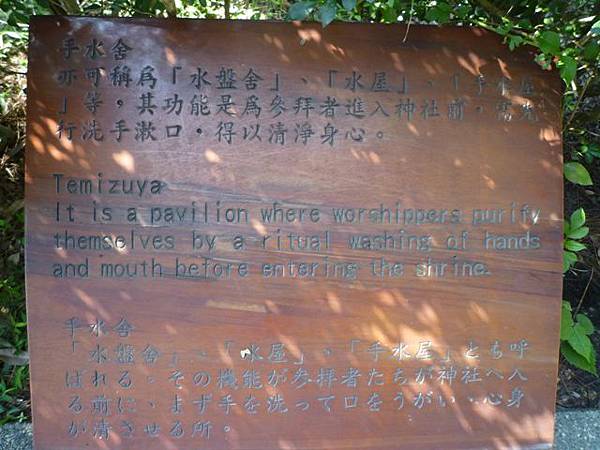 手水舍
亦可稱為「水盤舍」、「水屋」、「手水屋
」等，其功能是為參拜者進入神社前，需先
行洗手漱口，得以清淨身心。
Temizuya
It is a pavilion where worshippers purify
themselves by a ritual washing of hands
and mouth before entering the shrine.
手水舍
「水盤舍」、「水屋」、「手水屋」とも呼
ばれる。その機能が参拝者たちが神社へ入
る前に、まず手を洗って口をうがい、心身
が清させる所。